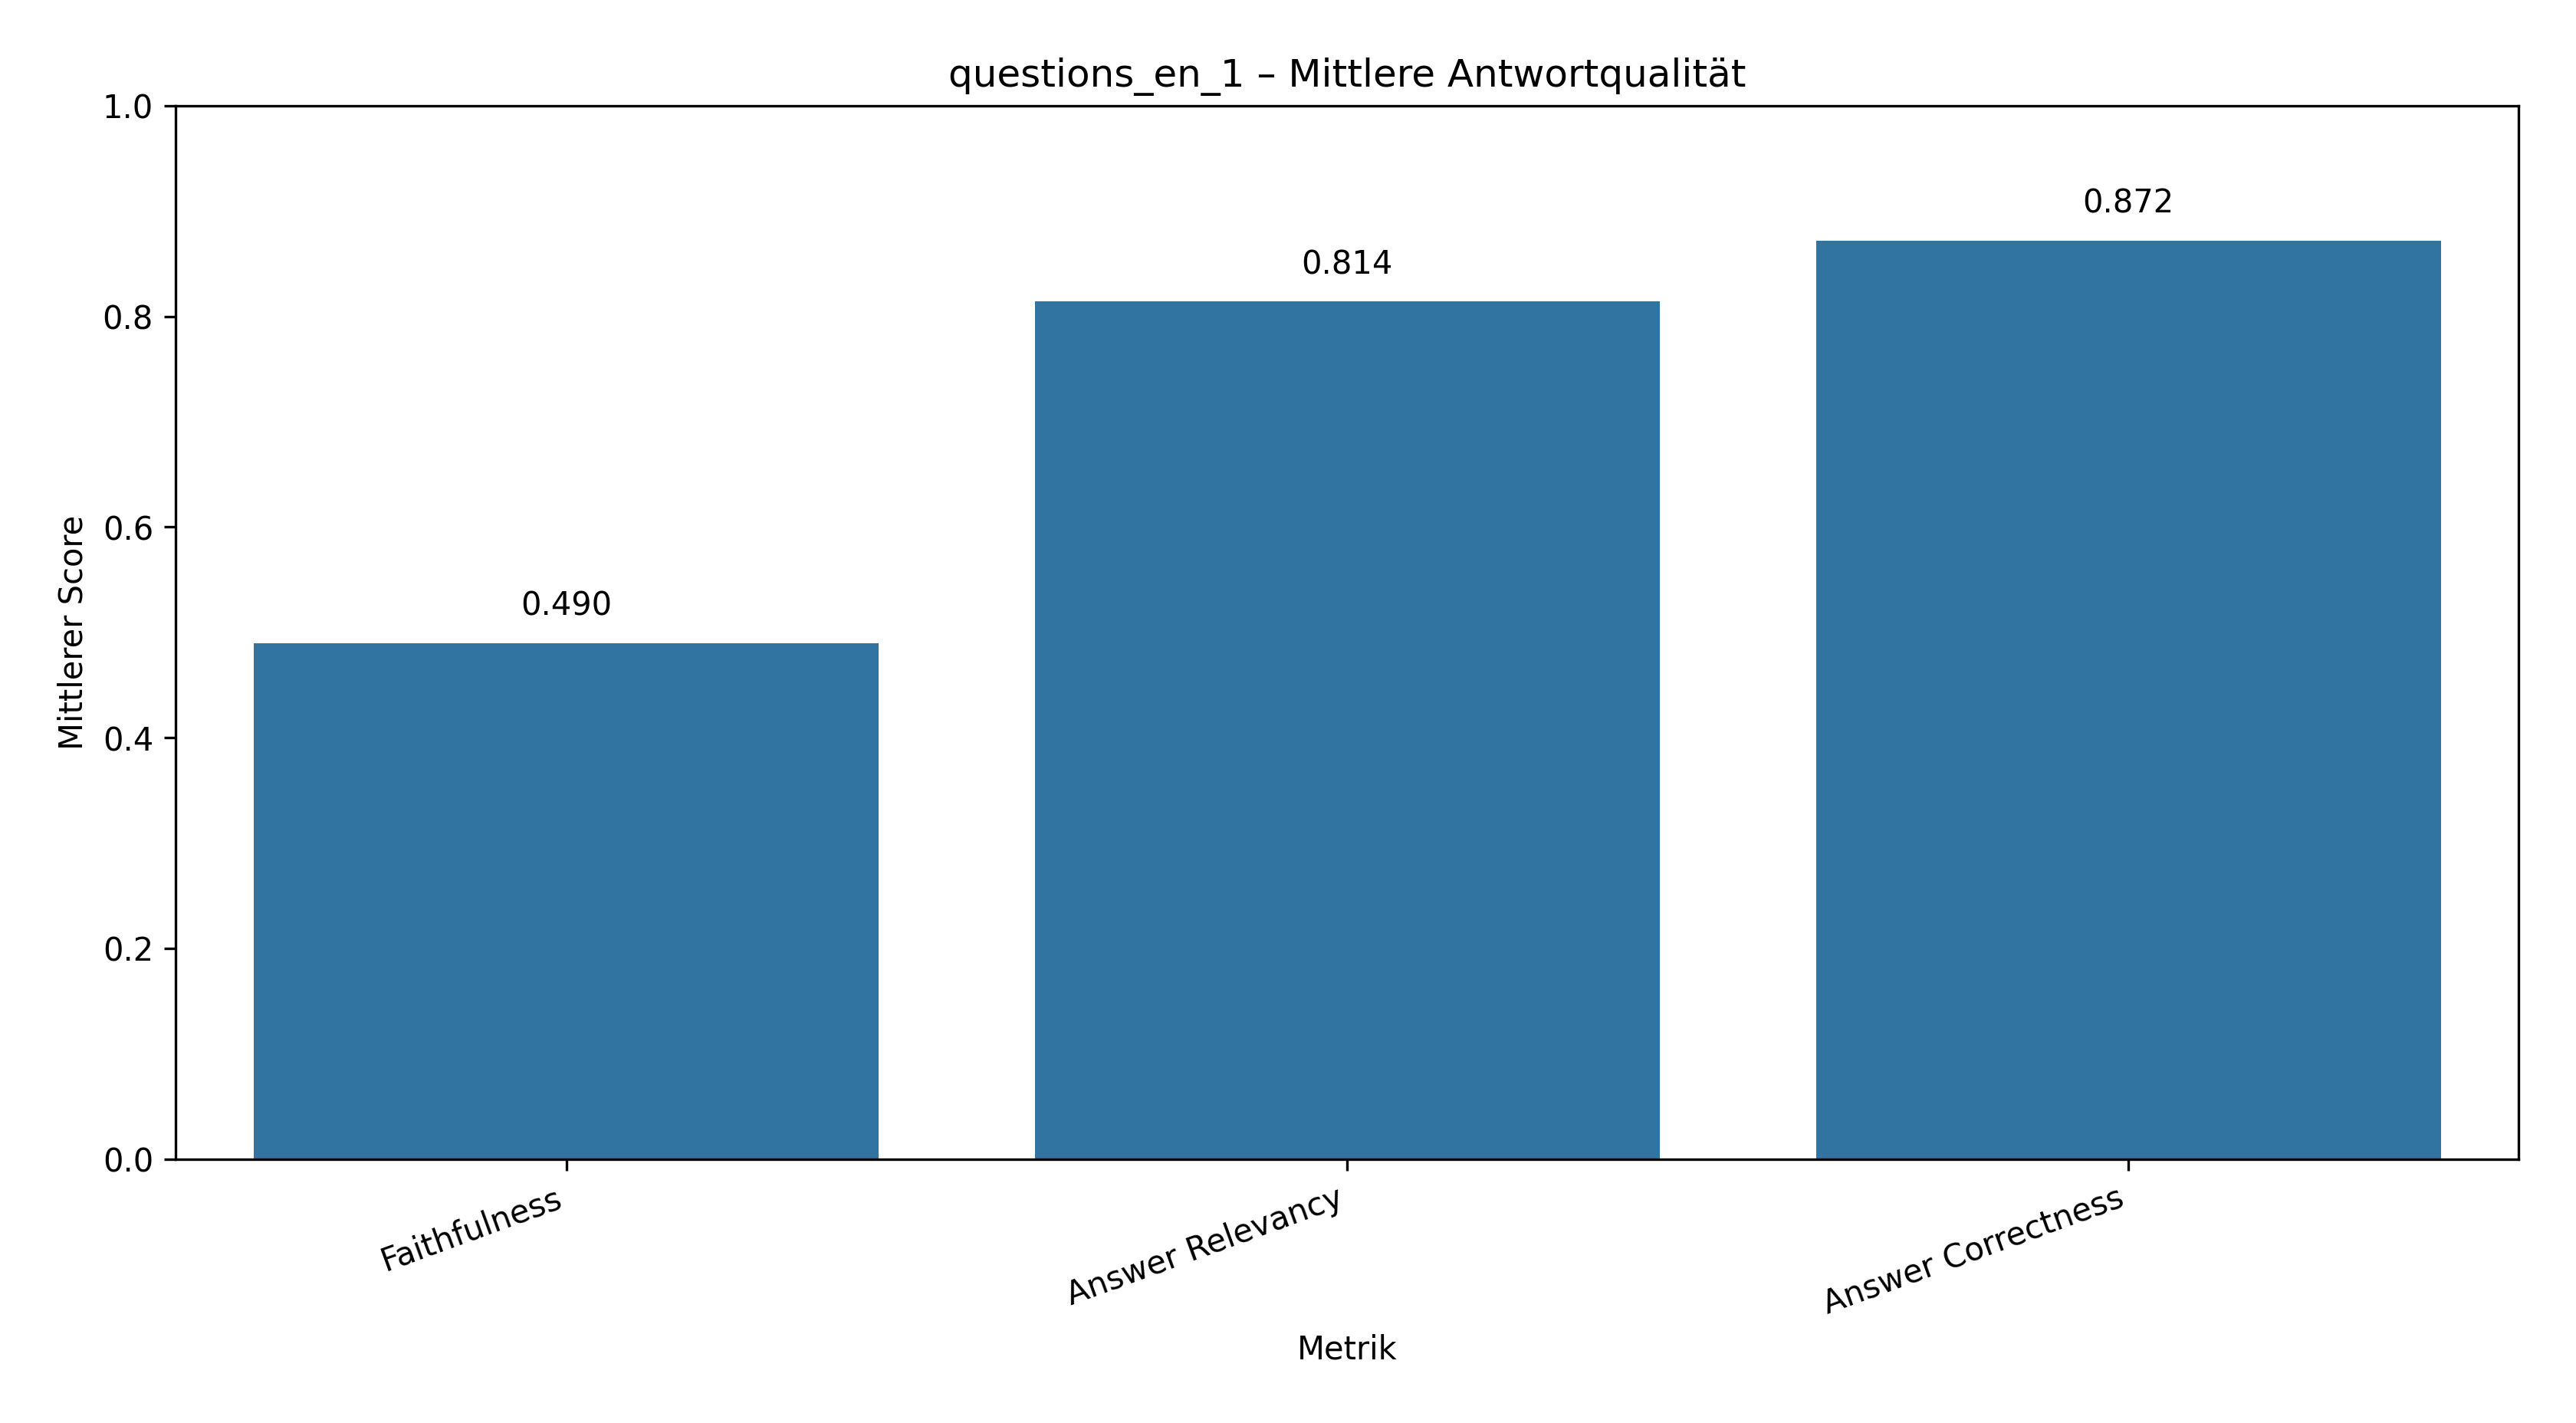 questions_en_1 – Mittlere Antwortqualität
1.0
0.8
0.6
0.4
0.2
0.0
Mittlerer Score
0.490
0.814
0.872
Faithfulness
Answer Relevancy
Answer Correctness
Metrik